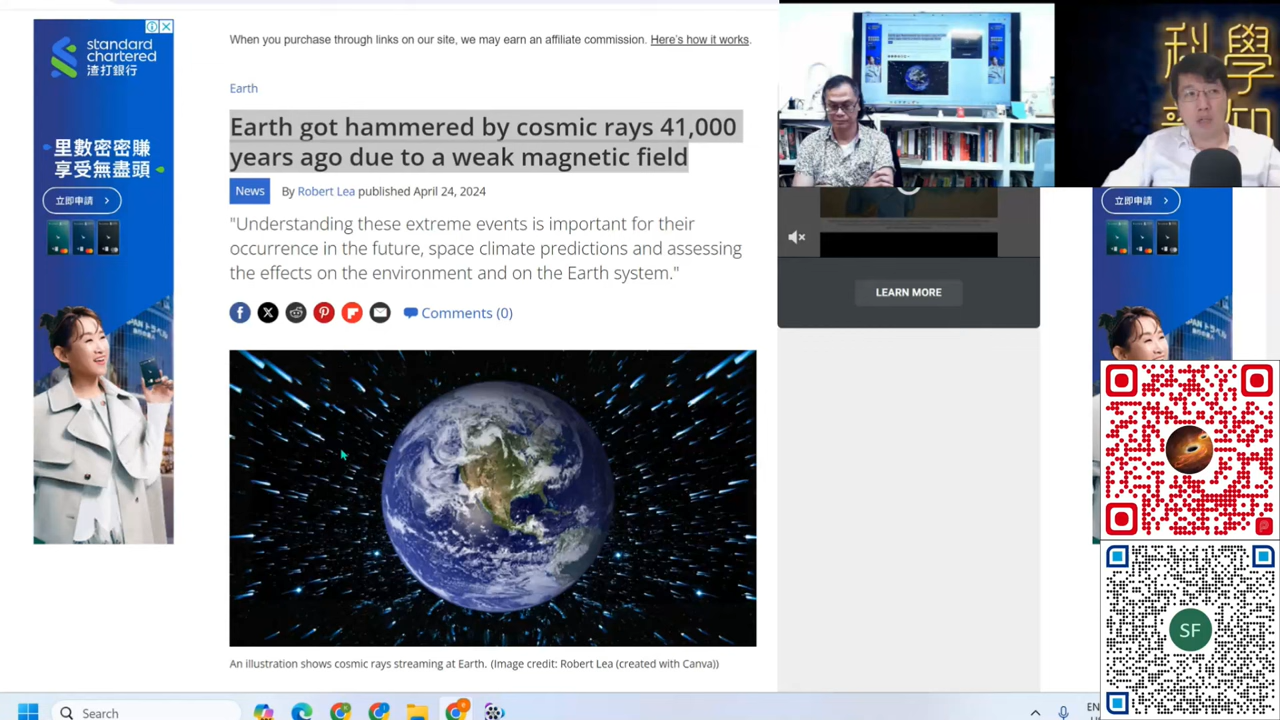 When you purchase through links on our site, we may earn an affiliate commission. Here's how it works.
standard
chartered
渣打銀行
里數密密賺
享受無盡頭
立即申請
Earth
Earth got hammered by cosmic rays 41,000
years ago due to a weak magnetic field
News
By Robert Lea published April 24, 2024
"Understanding these extreme events is important for their
occurrence in the future, space climate predictions and assessing
the effects on the environment and on the Earth system."
Comments (0)
LEARN MORE
科學
立即申請
An illustration shows cosmic rays streaming at Earth. (Image credit: Robert Lea (created with Canva))
SF
Search
EN